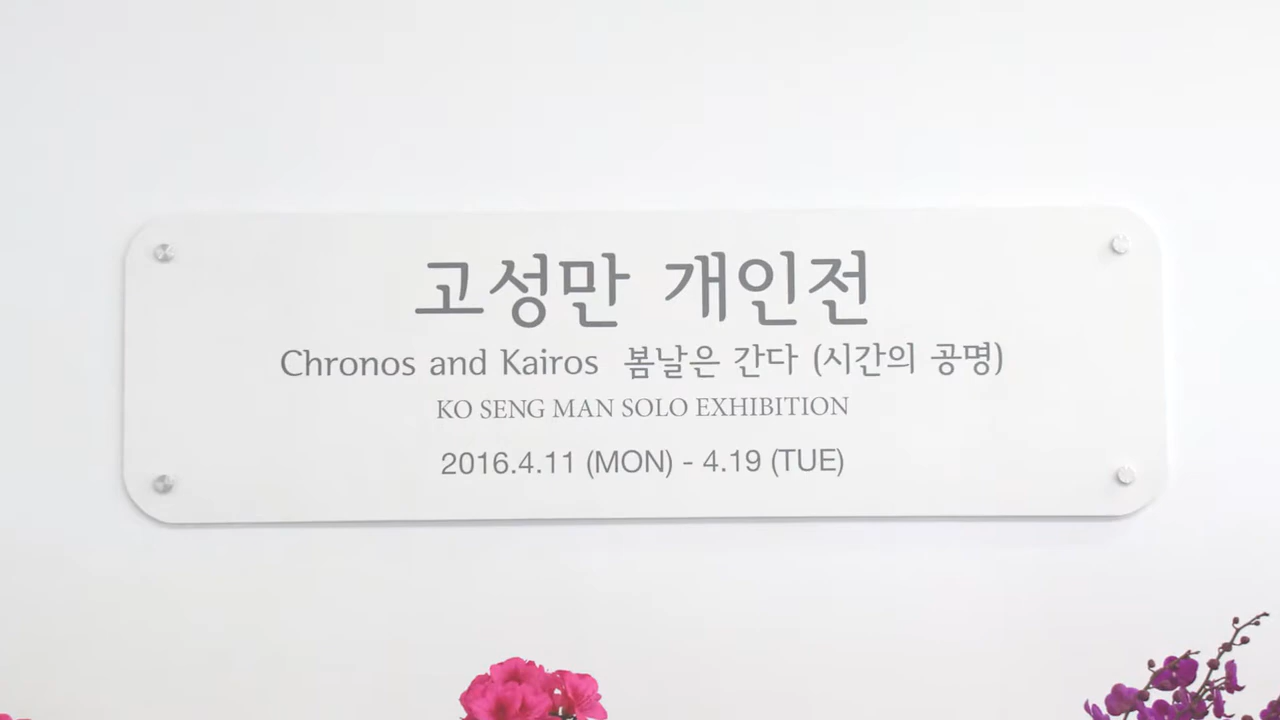 고성만 개인전
Chronos and Kairos 봄날은 간다 (시간의 공명)
KO SENG MAN SOLO EXHIBITION
2016.4.11 (MON) - 4.19 (TUE)